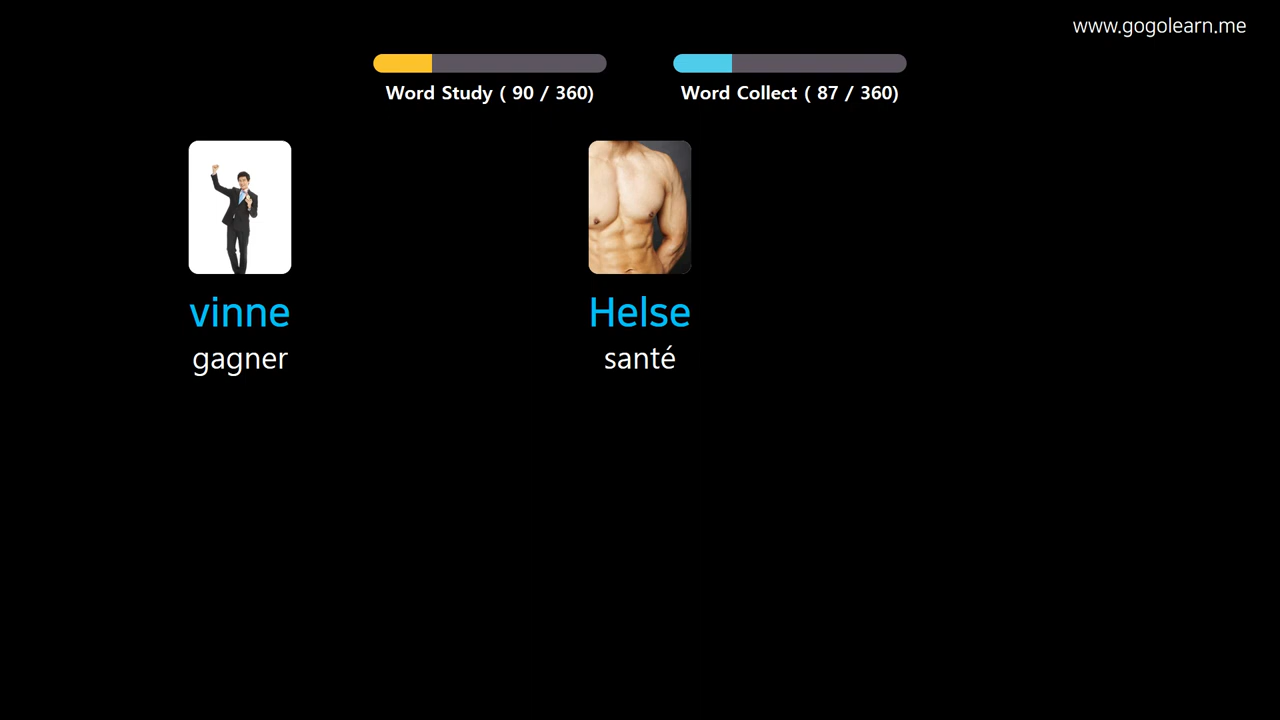 www.gogolearn.me
Word Study ( 90 / 360)
Word Collect ( 87 / 360)
vinne
gagner
Helse
santé